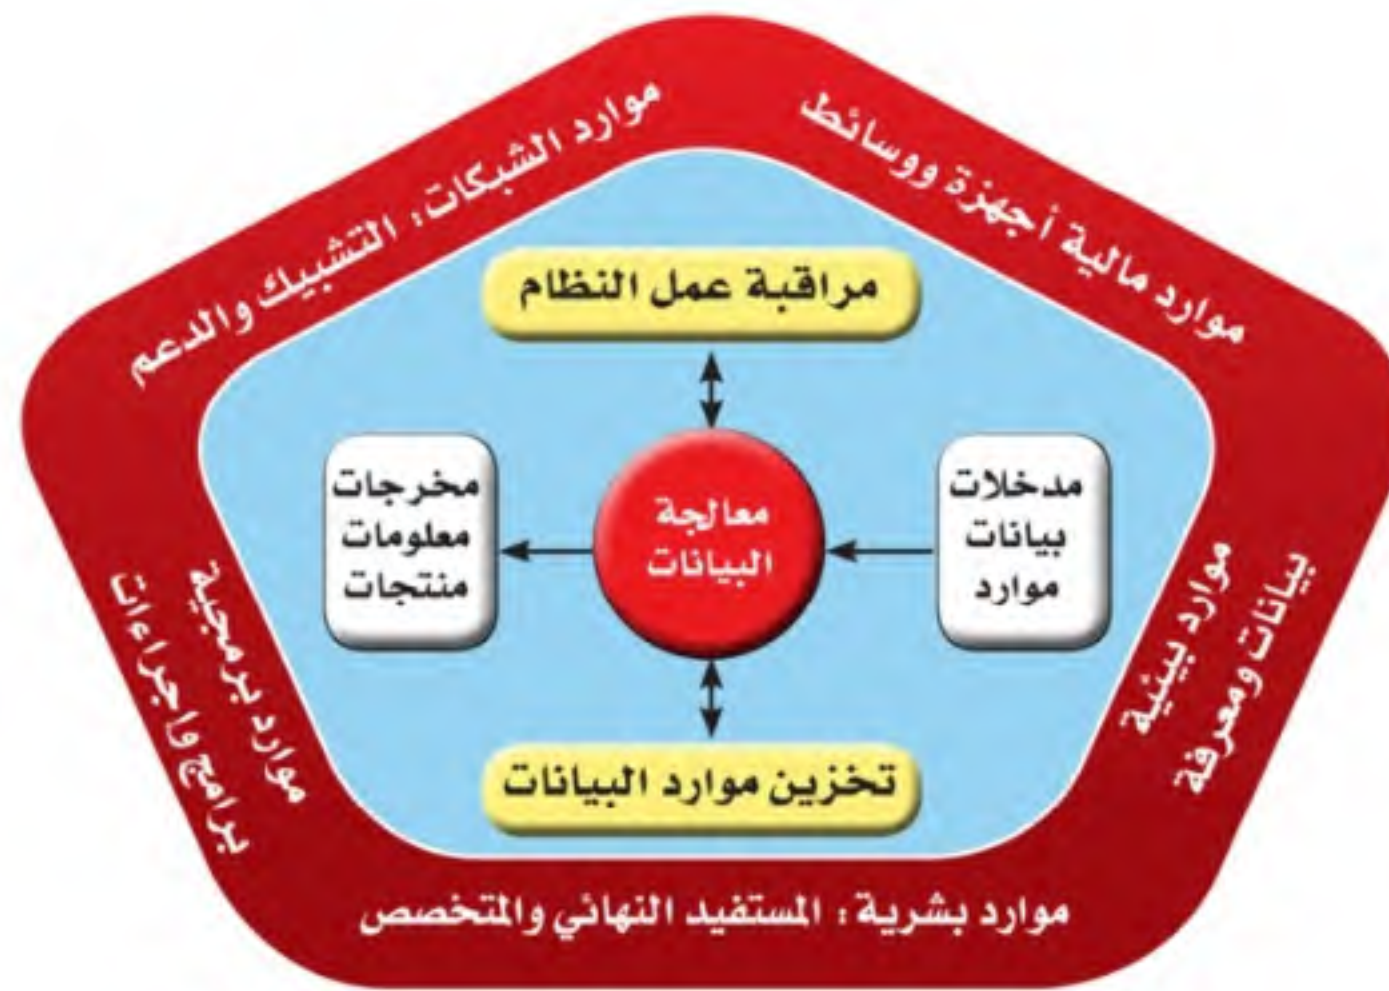 موارد الشبكات: التشبيك والدعم
موارد مالية أجهزة ووسائط
مراقبة عمل النظام
مدخلات
بيانات
موارد
معالجة
البيانات
مخرجات
معلومات
منتجات
تخزين موارد البيانات
موارد بيئية
بيانات ومعرفة
موارد برمجية
برامج واجراءات
موارد بشرية: المستفيد النهائي والمتخصص